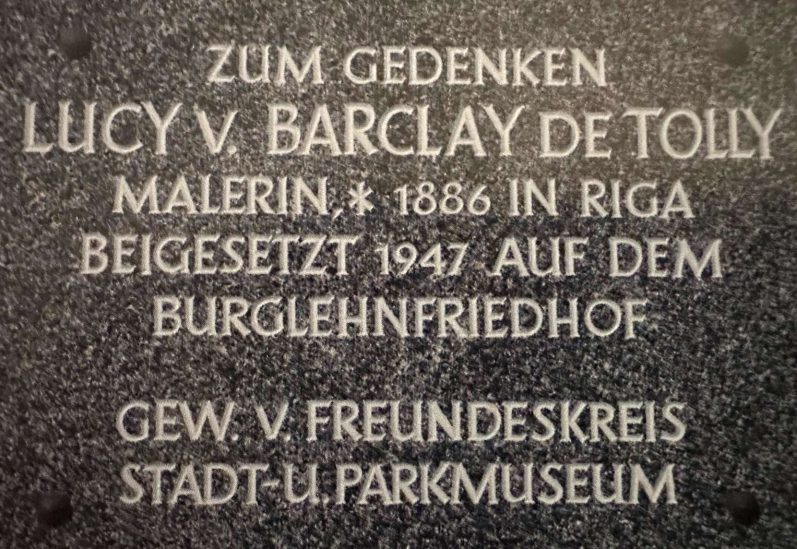 ZUM GEDENKEN
LUCY V. BARCLAY DE TOLLY
MALERIN, * 1886 IN RIGA
BEIGESETZT 1947 AUF DEM
BURGLEHNFRIEDHOF
GEW. V. FREUNDESKREIS
STADT-U. PARKMUSEUM